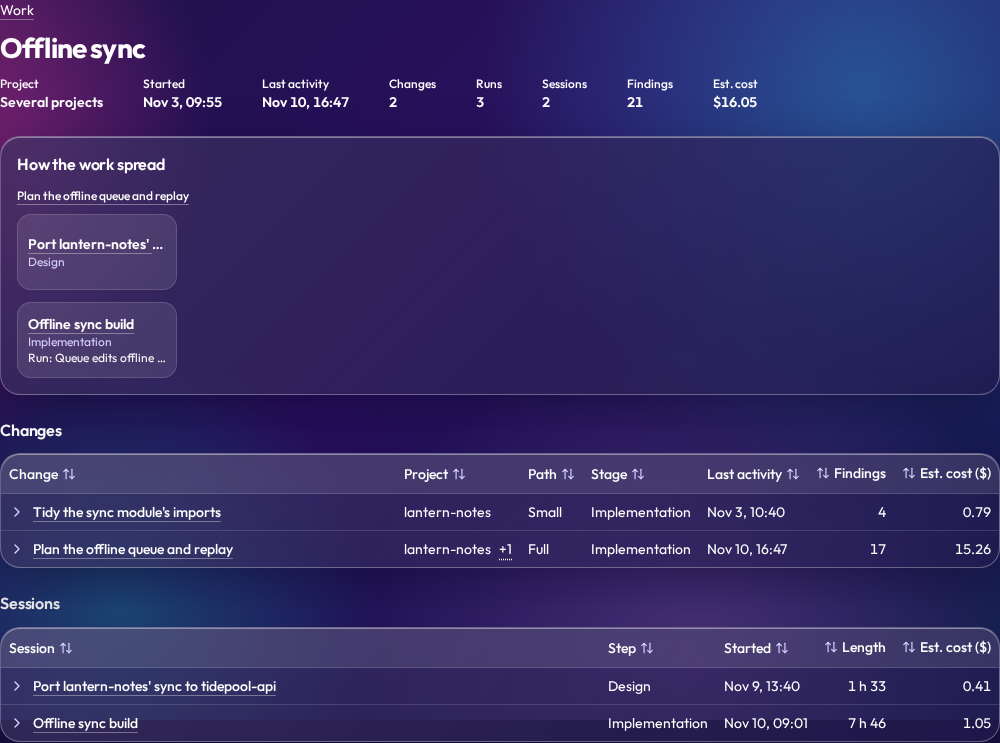 Work
Offline sync
Project Started Last activity Changes Runs Sessions Findings Est. cost
Several projects Nov 3, 09:55 Nov 10, 16:47 2 3 2 21 $16.05
How the work spread
Plan the offline queue and replay
Port lantern-notes' ...
Design
Offline sync build
Implementation
Run: Queue edits offline ...
Changes
Change Project Path Stage Last activity Findings Est. cost ($)
Tidy the sync module's imports lantern-notes Small Implementation Nov 3, 10:40 4 0.79
Plan the offline queue and replay lantern-notes +1 Full Implementation Nov 10, 16:47 17 15.26
Sessions
Session Step Started Length Est. cost ($)
Port lantern-notes' sync to tidepool-api Design Nov 9, 13:40 1 h 33 0.41
Offline sync build Implementation Nov 10, 09:01 7 h 46 1.05